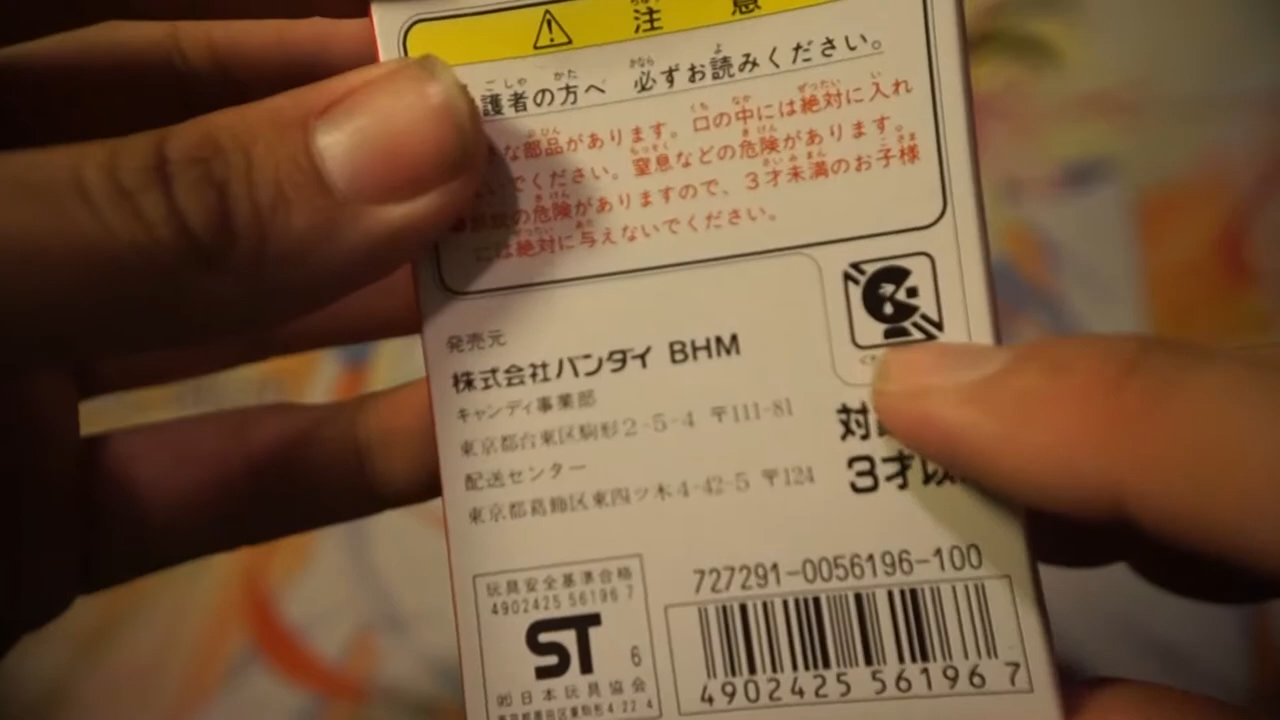 注意
護者の方へ 必ずお読みください。
な部品があります。口の中には絶対に入れ
でください。窒息などの危険があります。
の危険がありますので、3才未満のお子様
には絶対に与えないでください。
発売元
株式会社バンダイ BHM
キャンディ事業部
東京都台東区駒形2-5-4 〒111-81
配送センター
東京都葛飾区東四ツ木4-42-5 〒124
対
3才以
727291-0056196-100
玩具安全基準合格
4902425 56196 7
ST 6
㈳日本玩具協会
4902425 56196 7